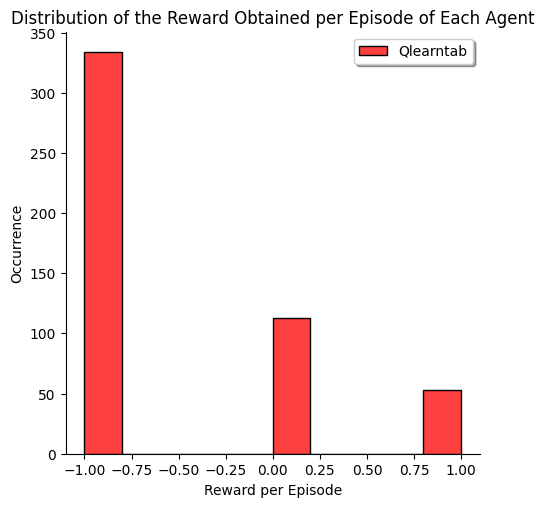 Distribution of the Reward Obtained per Episode of Each Agent
Qlearntab
350
300
250
200
150
100
50
0
Occurrence
−1.00 −0.75 −0.50 −0.25 0.00 0.25 0.50 0.75 1.00
Reward per Episode